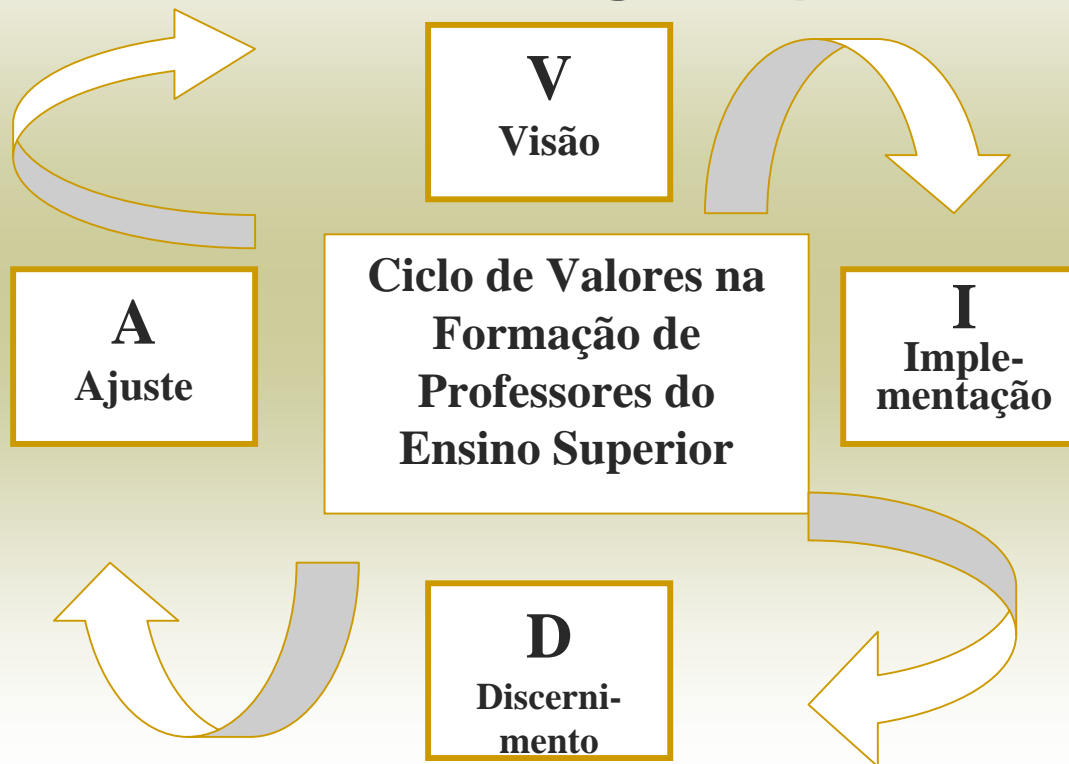 V
Visão
A
Ajuste
Ciclo de Valores na
Formação de
Professores do
Ensino Superior
I
Imple-
mentação
D
Discerni-
mento